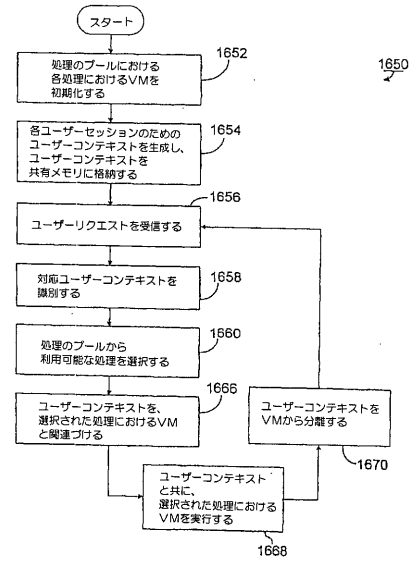 スタート
1652
処理のプールにおける
各処理におけるVMを
初期化する
1650
1654
各ユーザーセッションのための
ユーザーコンテキストを生成し、
ユーザーコンテキストを
共有メモリに格納する
1656
ユーザーリクエストを受信する
1658
対応ユーザーコンテキストを
識別する
1660
処理のプールから
利用可能な処理を選択する
1666
ユーザーコンテキストを、
選択された処理におけるVM
と関連づける
ユーザーコンテキストを
VMから分離する
1670
ユーザーコンテキスト
と共に、
選択された処理における
VMを実行する
1668